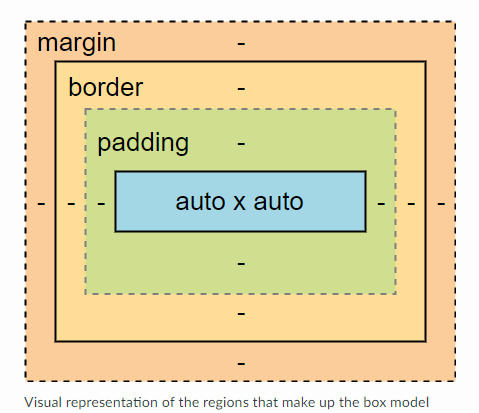 margin -
border -
padding -
- - - auto x auto - - -
-
-
-
Visual representation of the regions that make up the box model